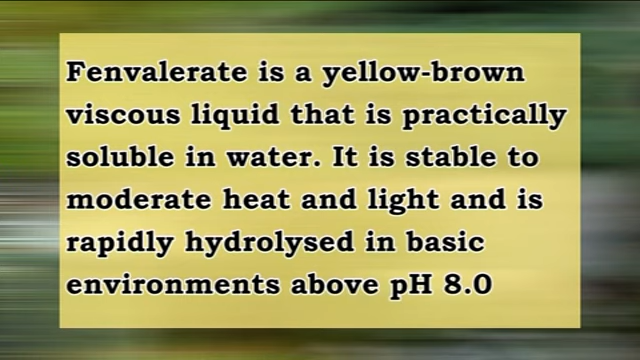 Fenvalerate is a yellow-brown
viscous liquid that is practically
soluble in water. It is stable to
moderate heat and light and is
rapidly hydrolysed in basic
environments above pH 8.0